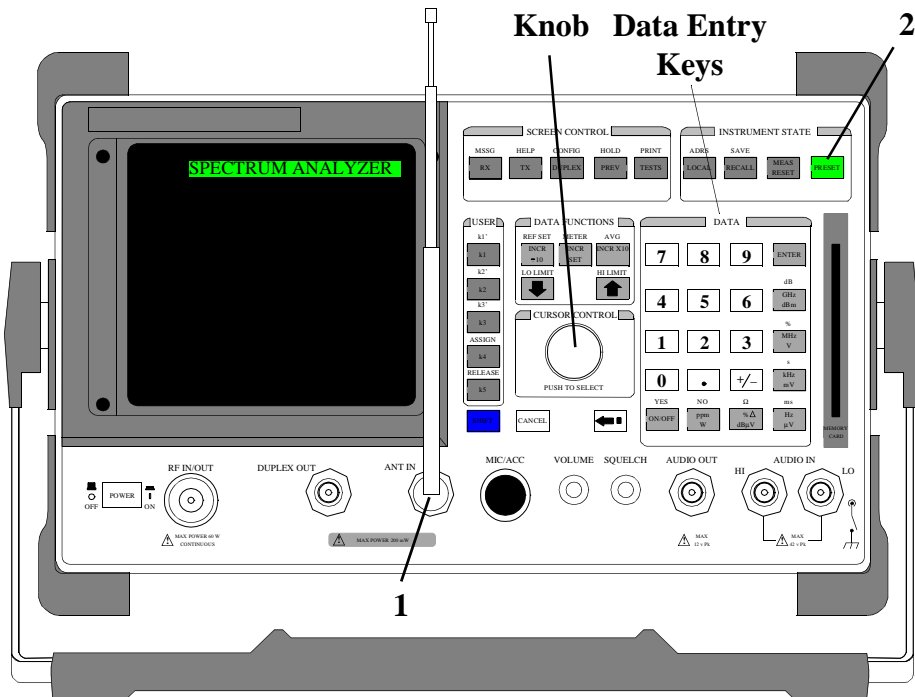 Knob Data Entry Keys 2
SPECTRUM ANALYZER
SCREEN CONTROL
MSSG HELP CONFIG HOLD PRINT
RX TX DUPLEX PREV TESTS
INSTRUMENT STATE
ADRS SAVE
LOCAL RECALL MEAS RESET PRESET
USER
k1'
k1
k2'
k2
k3'
k3
ASSIGN
k4
RELEASE
k5
DATA FUNCTIONS
REF SET METER AVG
INCR ÷10 INCR SET INCR X10
LO LIMIT HI LIMIT
CURSOR CONTROL
PUSH TO SELECT
CANCEL
DATA
7 8 9 ENTER
dB
4 5 6 GHz dBm
%
1 2 3 MHz V
s
0 . +/− kHz mV
YES NO Ω ms
ON/OFF ppm W %Δ dBµV Hz µV
MEMORY CARD
POWER
OFF ON
RF IN/OUT
MAX POWER 60 W
CONTINUOUS
DUPLEX OUT
ANT IN
MAX POWER 200 mW
MIC/ACC
VOLUME SQUELCH
AUDIO OUT
MAX
12 v Pk
AUDIO IN
HI LO
MAX
42 v Pk
1